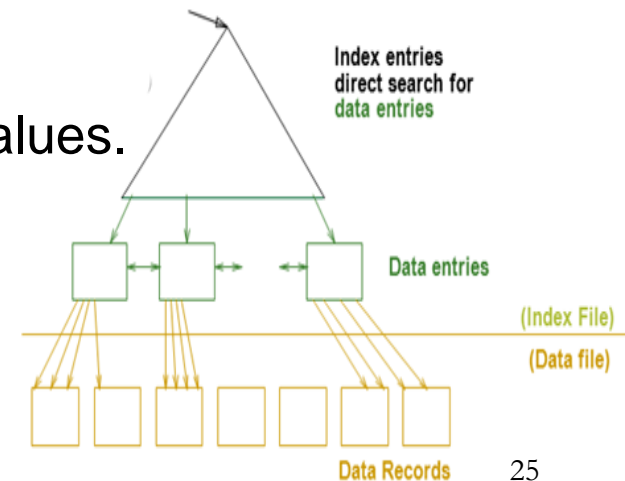 Index entries
direct search for
data entries
)
alues.
Data entries
(Index File)
(Data file)
Data Records
25